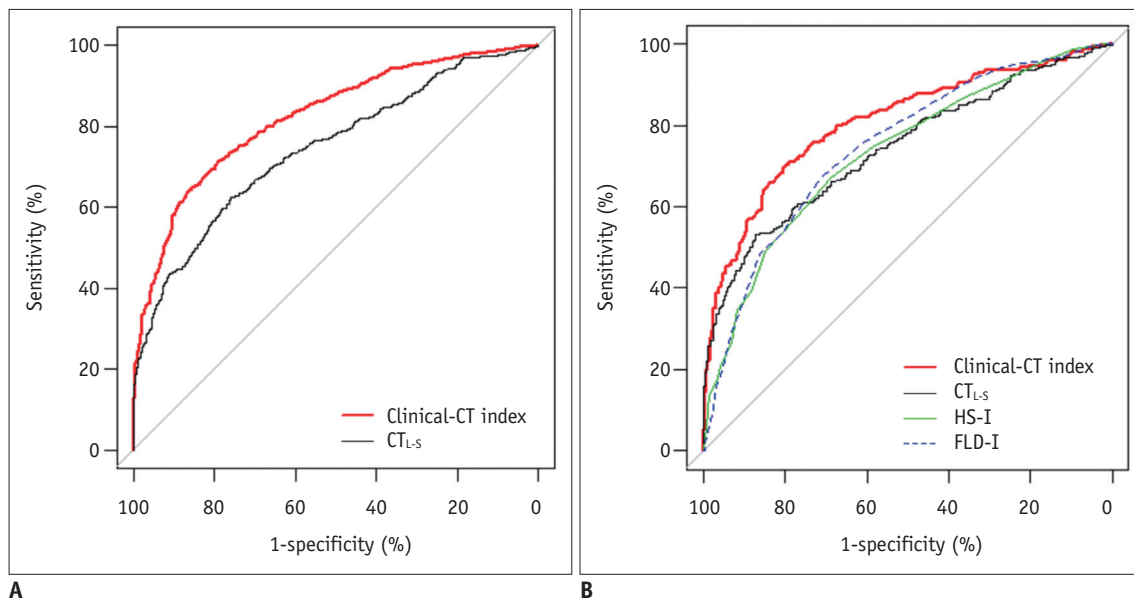 100
80
60
40
20
0
Sensitivity (%)
Clinical-CT index
CTL-S
100 80 60 40 20 0
1-specificity (%)
A
100
80
60
40
20
0
Sensitivity (%)
Clinical-CT index
CTL-S
HS-I
FLD-I
100 80 60 40 20 0
1-specificity (%)
B